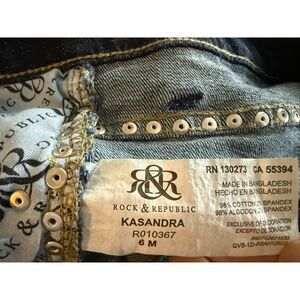 R&R
ROCK & REPUBLIC
KASANDRA
R010367
6 M
RN 130273 CA 55394
MADE IN BANGLADESH
HECHO EN BANGLADESH
98% COTTON 2% SPANDEX
98% ALGODON 2% SPANDEX
EXCLUSIVE OF DECORATION
EXCEPTO DECORACION
REPUBLIC